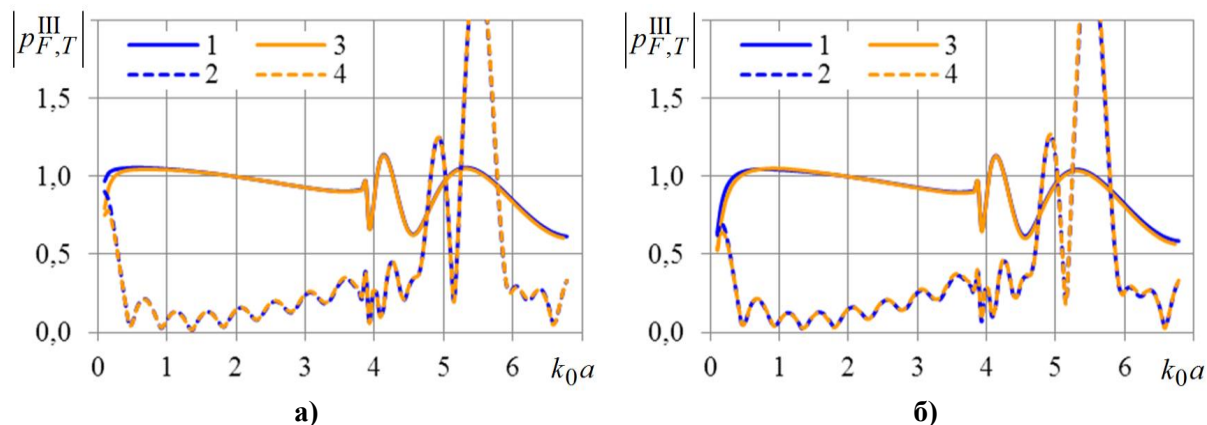 |p_{F,T}^{III}| 1 3 |p_{F,T}^{III}| 1 3
2 4 2 4
1,5 1,5
1,0 1,0
0,5 0,5
0,0 0,0
0 1 2 3 4 5 6 k₀a 0 1 2 3 4 5 6 k₀a
а) б)